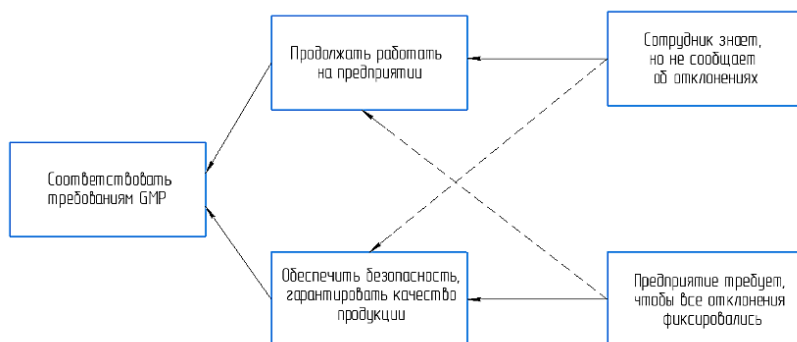 Продолжать работать
на предприятии
Сотрудник знает,
но не сообщает
об отклонениях
Соответствовать
требованиям GMP
Обеспечить безопасность,
гарантировать качество
продукции
Предприятие требует,
чтобы все отклонения
фиксировались